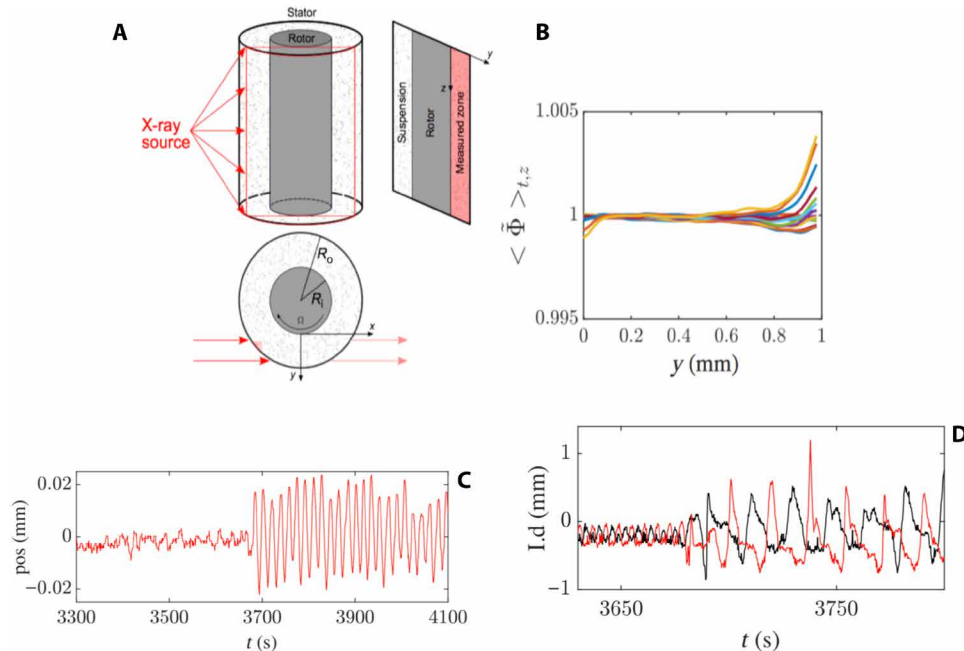 A
Stator
Rotor
X-ray
source
Suspension
Rotor
Measured zone
y
z
R_o
R_i
Ω
x
y
B
1.005
1
0.995
< Φ̃ >_{t,z}
0 0.2 0.4 0.6 0.8 1
y (mm)
C
0.02
0
−0.02
pos (mm)
3300 3500 3700 3900 4100
t (s)
D
1
0
−1
I.d (mm)
3650 3750
t (s)